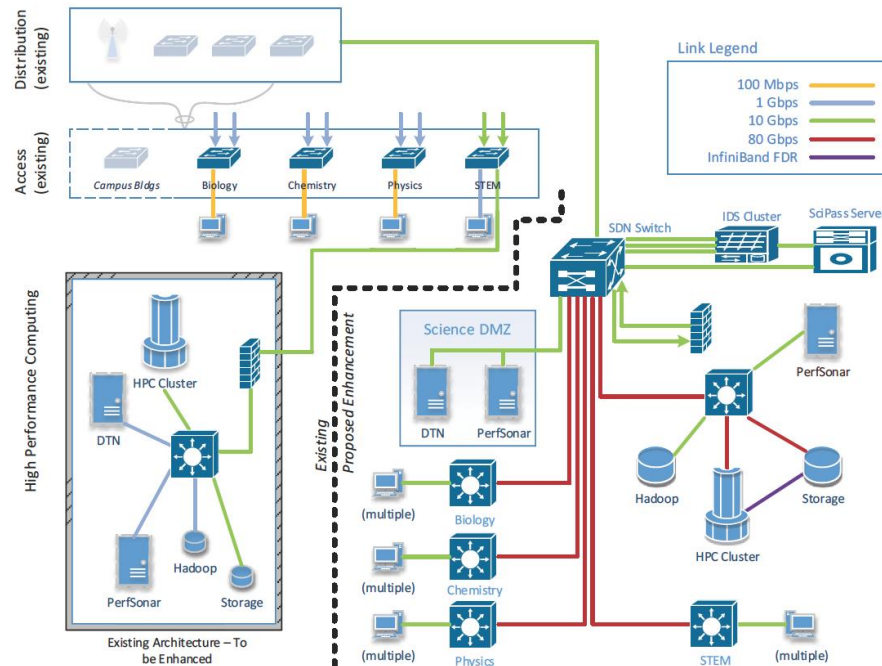 Distribution
(existing)
Link Legend
100 Mbps
1 Gbps
10 Gbps
80 Gbps
InfiniBand FDR
Access
(existing)
Campus Bldgs
Biology
Chemistry
Physics
STEM
SDN Switch
IDS Cluster
SciPass Server
High Performance Computing
HPC Cluster
DTN
PerfSonar
Hadoop
Storage
Existing Architecture – To
be Enhanced
Existing
Proposed Enhancement
Science DMZ
DTN
PerfSonar
PerfSonar
Hadoop
Storage
HPC Cluster
(multiple)
Biology
(multiple)
Chemistry
(multiple)
Physics
STEM
(multiple)